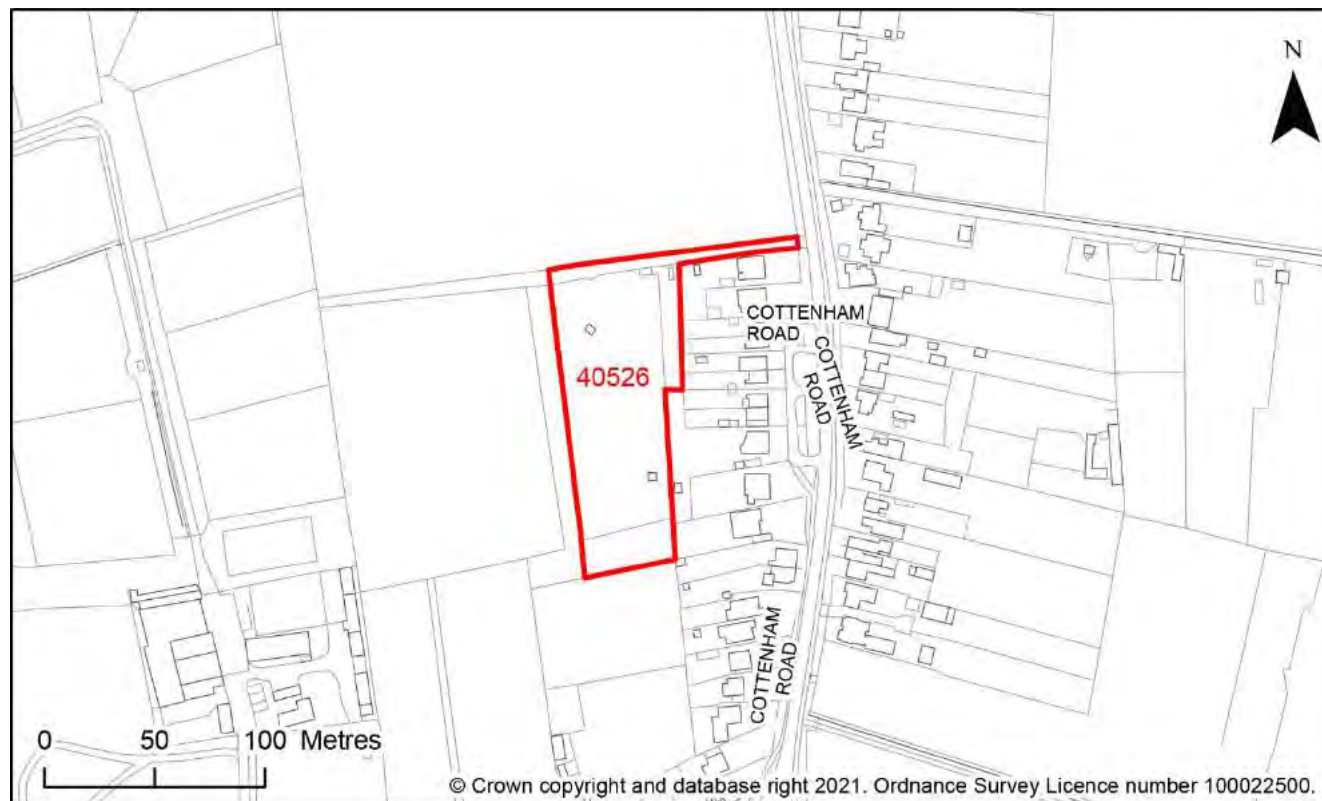 N
COTTENHAM
ROAD
COTTENHAM
ROAD
40526
COTTENHAM
ROAD
0 50 100 Metres
© Crown copyright and database right 2021. Ordnance Survey Licence number 100022500.